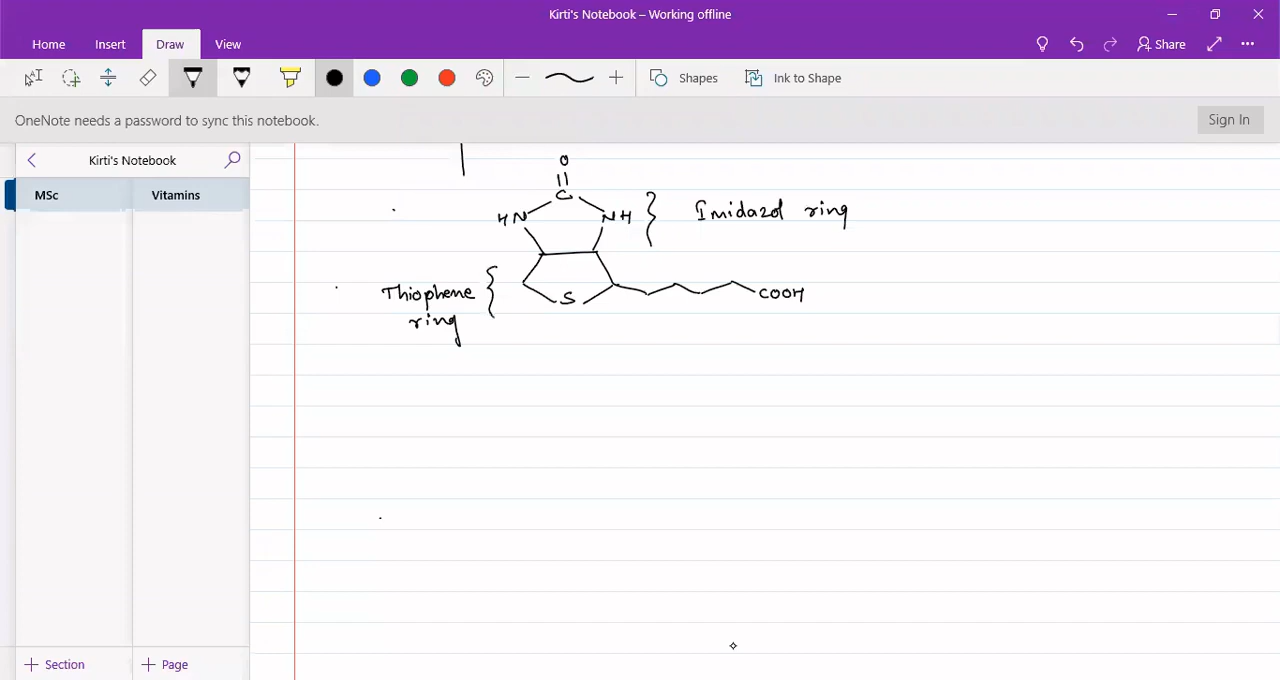 Kirti's Notebook – Working offline
Home Insert Draw View
Share
Shapes
Ink to Shape
OneNote needs a password to sync this notebook.
Sign In
Kirti's Notebook
MSc
Vitamins
Section
Page
O
C
HN NH
Imidazol ring
Thiophene
ring
S
COOH